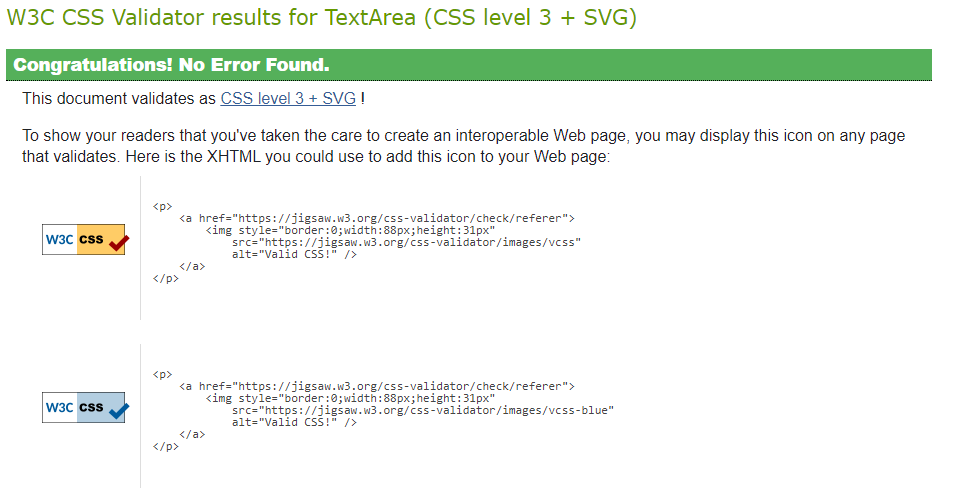 W3C CSS Validator results for TextArea (CSS level 3 + SVG)
Congratulations! No Error Found.
This document validates as CSS level 3 + SVG !
To show your readers that you've taken the care to create an interoperable Web page, you may display this icon on any page
that validates. Here is the XHTML you could use to add this icon to your Web page:
W3C css
<p>
    <a href="https://jigsaw.w3.org/css-validator/check/referer">
        <img style="border:0;width:88px;height:31px"
            src="https://jigsaw.w3.org/css-validator/images/vcss"
            alt="Valid CSS!" />
    </a>
</p>
W3C css
<p>
    <a href="https://jigsaw.w3.org/css-validator/check/referer">
        <img style="border:0;width:88px;height:31px"
            src="https://jigsaw.w3.org/css-validator/images/vcss-blue"
            alt="Valid CSS!" />
    </a>
</p>